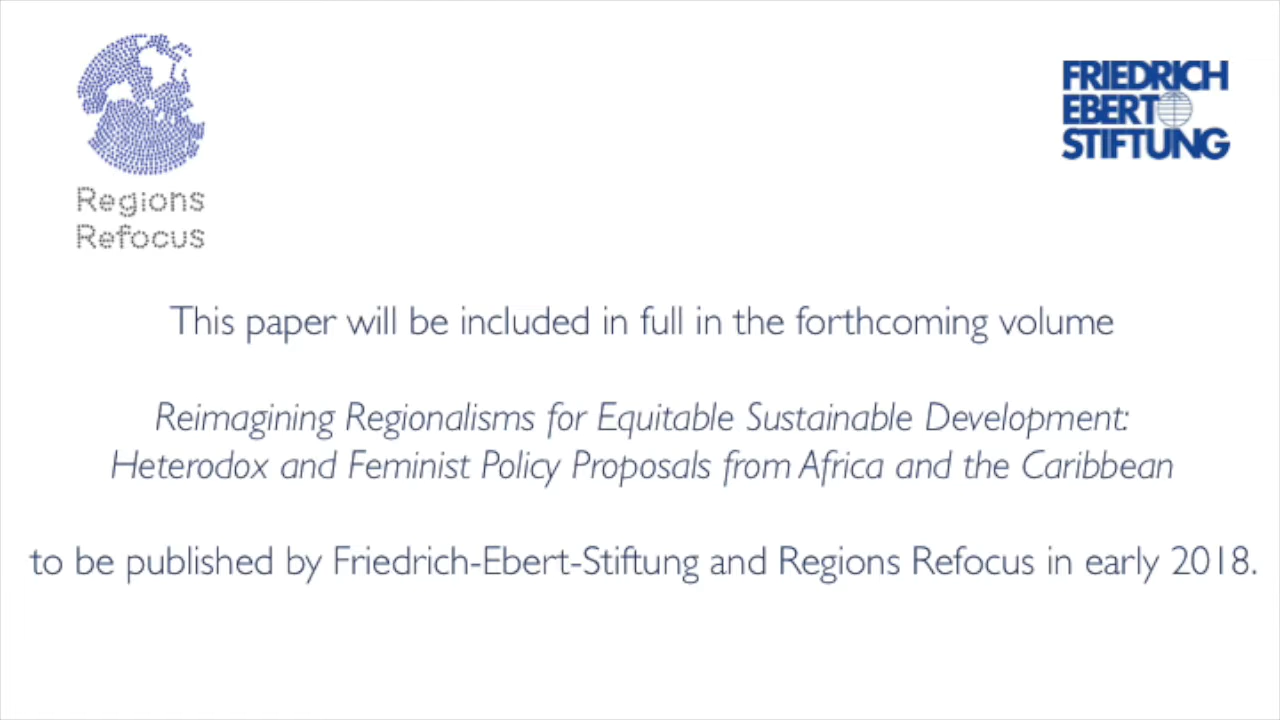 Regions
Refocus
FRIEDRICH
EBERT
STIFTUNG
This paper will be included in full in the forthcoming volume
Reimagining Regionalisms for Equitable Sustainable Development:
Heterodox and Feminist Policy Proposals from Africa and the Caribbean
to be published by Friedrich-Ebert-Stiftung and Regions Refocus in early 2018.